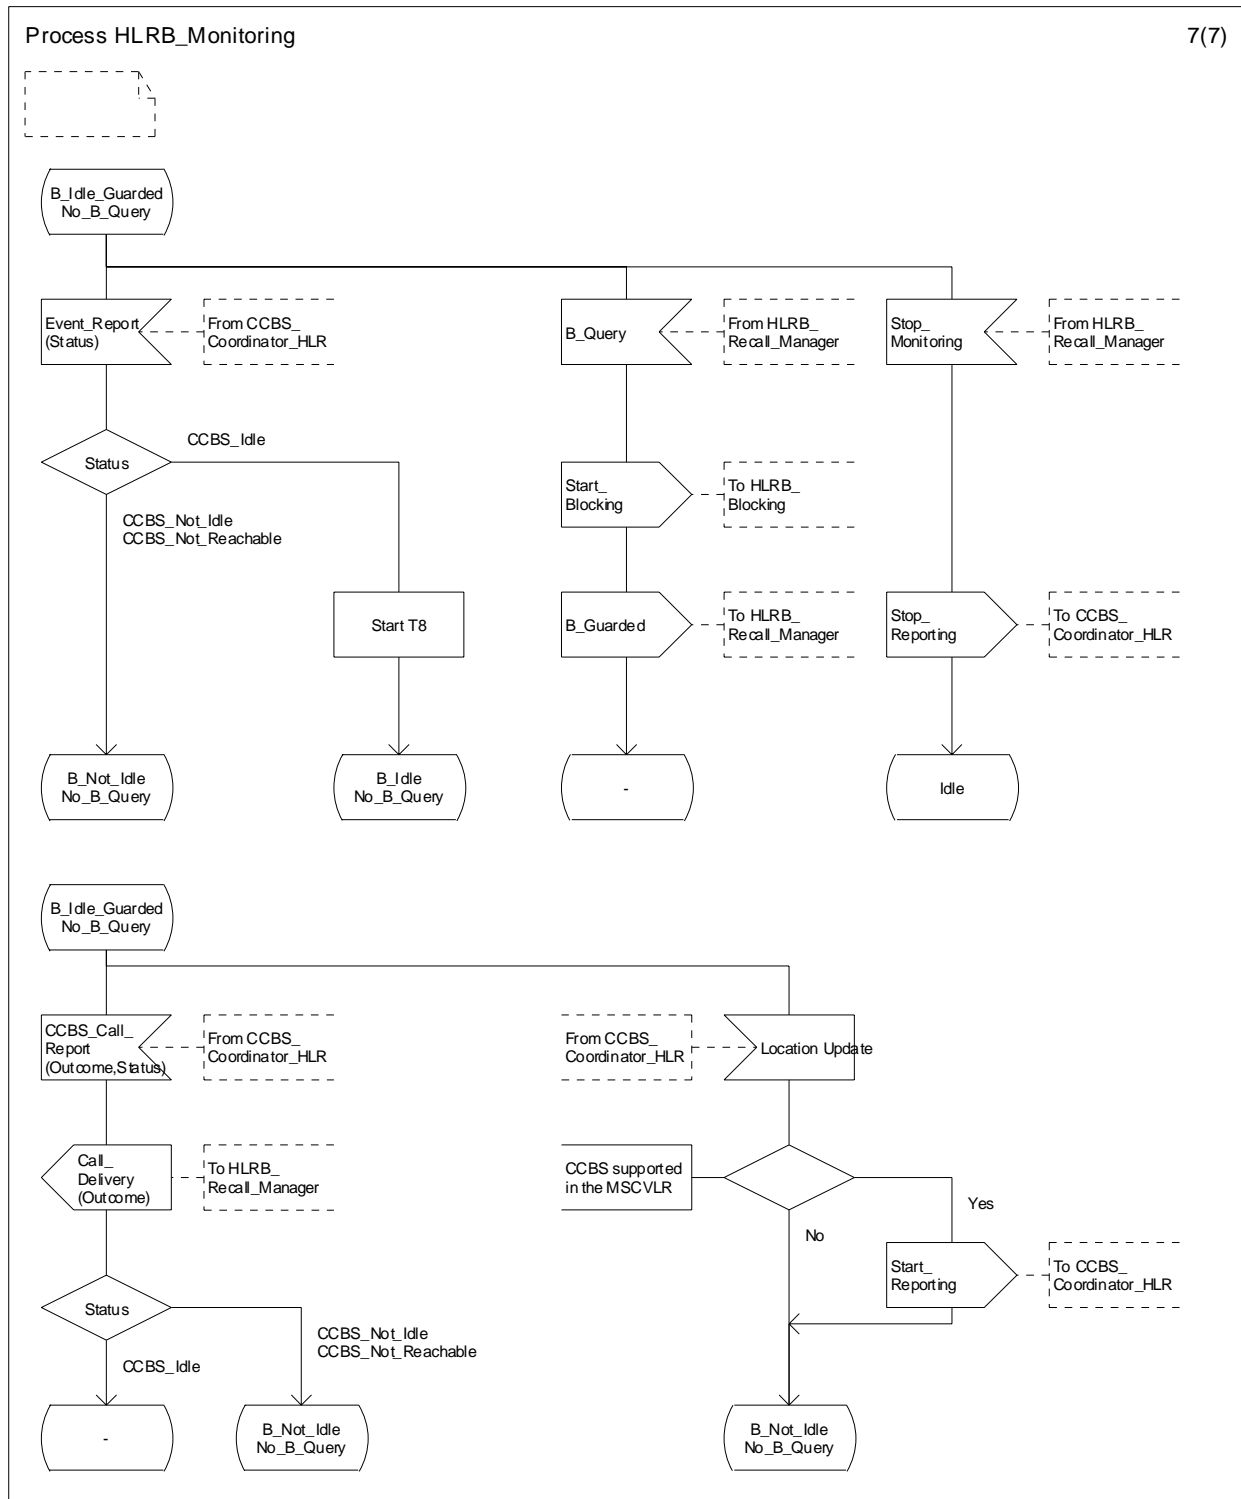 Process HLRB_Monitoring
7(7)
B_Idle_Guarded
No_B_Query
Event_Report
(Status)
From CCBS_
Coordinator_HLR
B_Query
From HLRB_
Recall_Manager
Stop_
Monitoring
From HLRB_
Recall_Manager
Status
CCBS_Idle
CCBS_Not_Idle
CCBS_Not_Reachable
Start_
Blocking
To HLRB_
Blocking
Start T8
B_Guarded
To HLRB_
Recall_Manager
Stop_
Reporting
To CCBS_
Coordinator_HLR
B_Not_Idle
No_B_Query
B_Idle
No_B_Query
-
Idle
B_Idle_Guarded
No_B_Query
CCBS_Call_
Report
(Outcome,Status)
From CCBS_
Coordinator_HLR
From CCBS_
Coordinator_HLR
Location Update
Call_
Delivery
(Outcome)
To HLRB_
Recall_Manager
CCBS supported
in the MSCVLR
Yes
No
Start_
Reporting
To CCBS_
Coordinator_HLR
Status
CCBS_Not_Idle
CCBS_Not_Reachable
CCBS_Idle
-
B_Not_Idle
No_B_Query
B_Not_Idle
No_B_Query